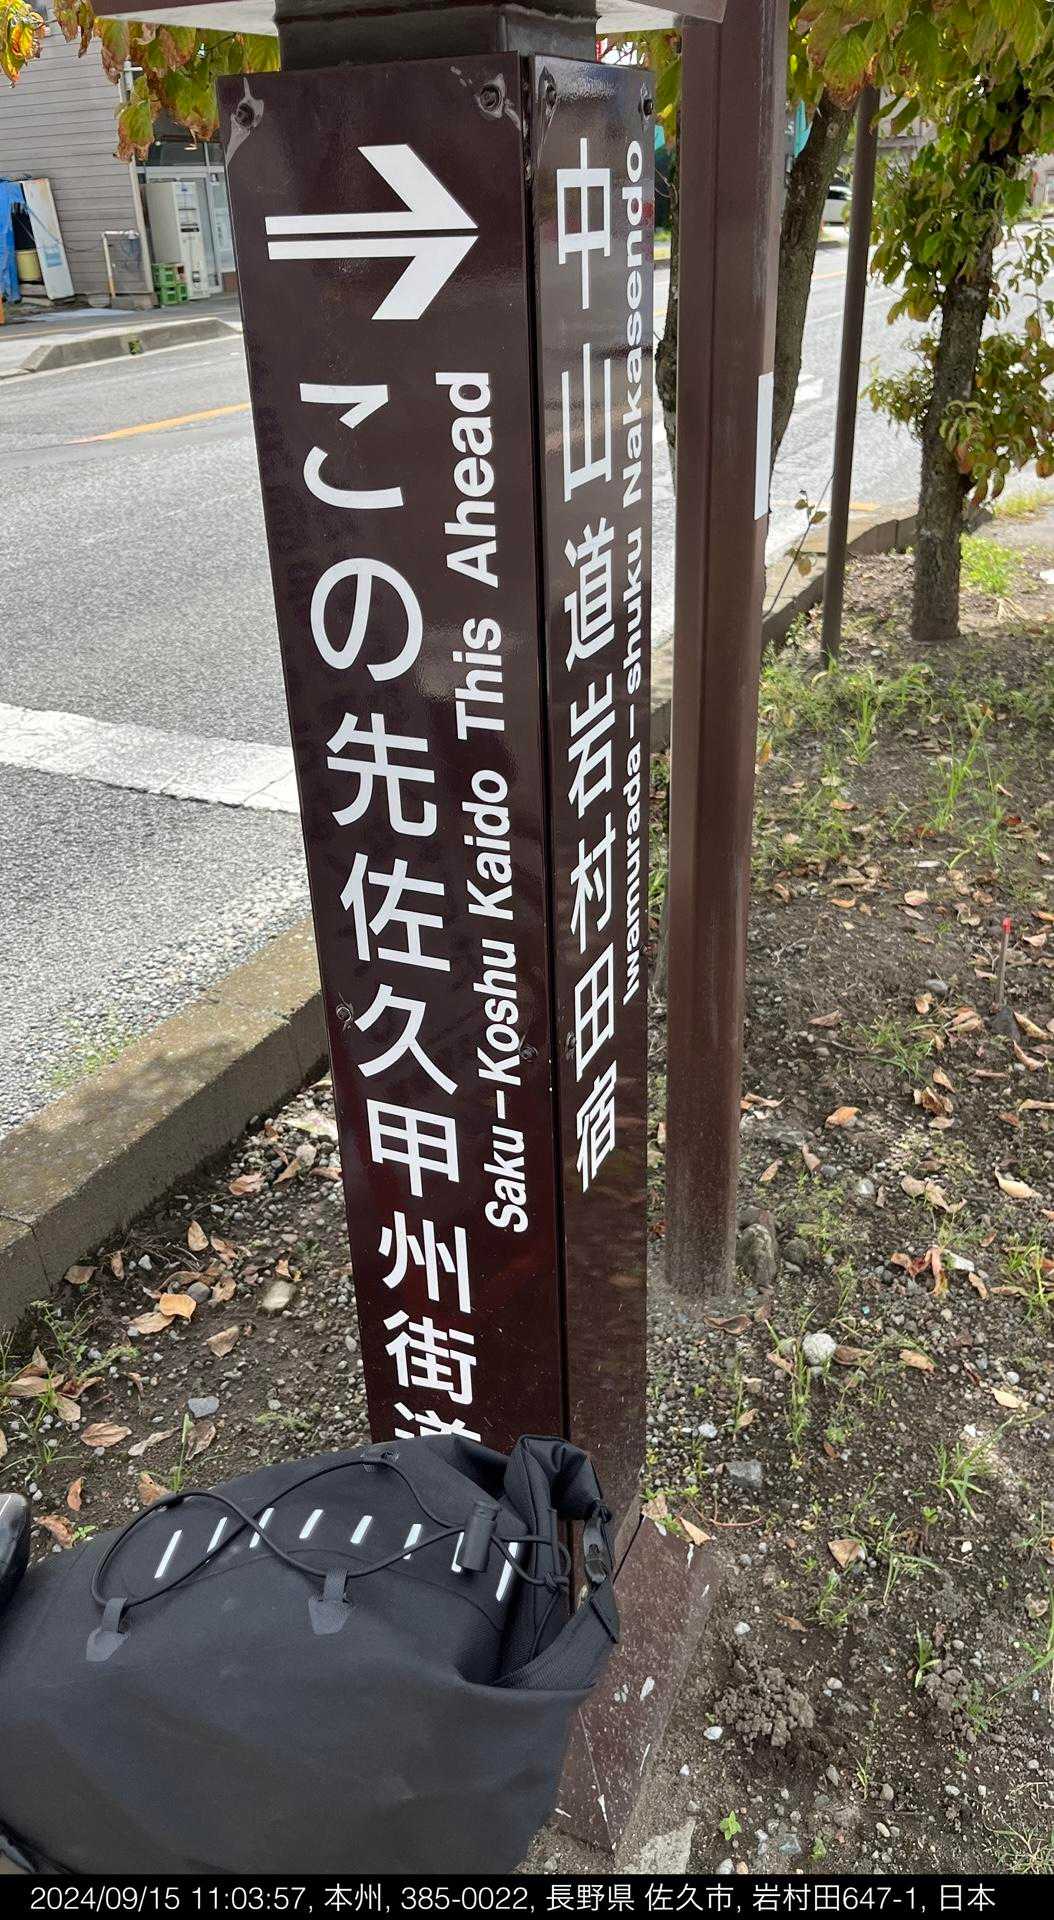 →
この先佐久甲州街道
Saku-Koshu Kaido This Ahead
中山道岩村田宿
Iwamurada-shuku Nakasendo
2024/09/15 11:03:57, 本州, 385-0022, 長野県 佐久市, 岩村田647-1, 日本